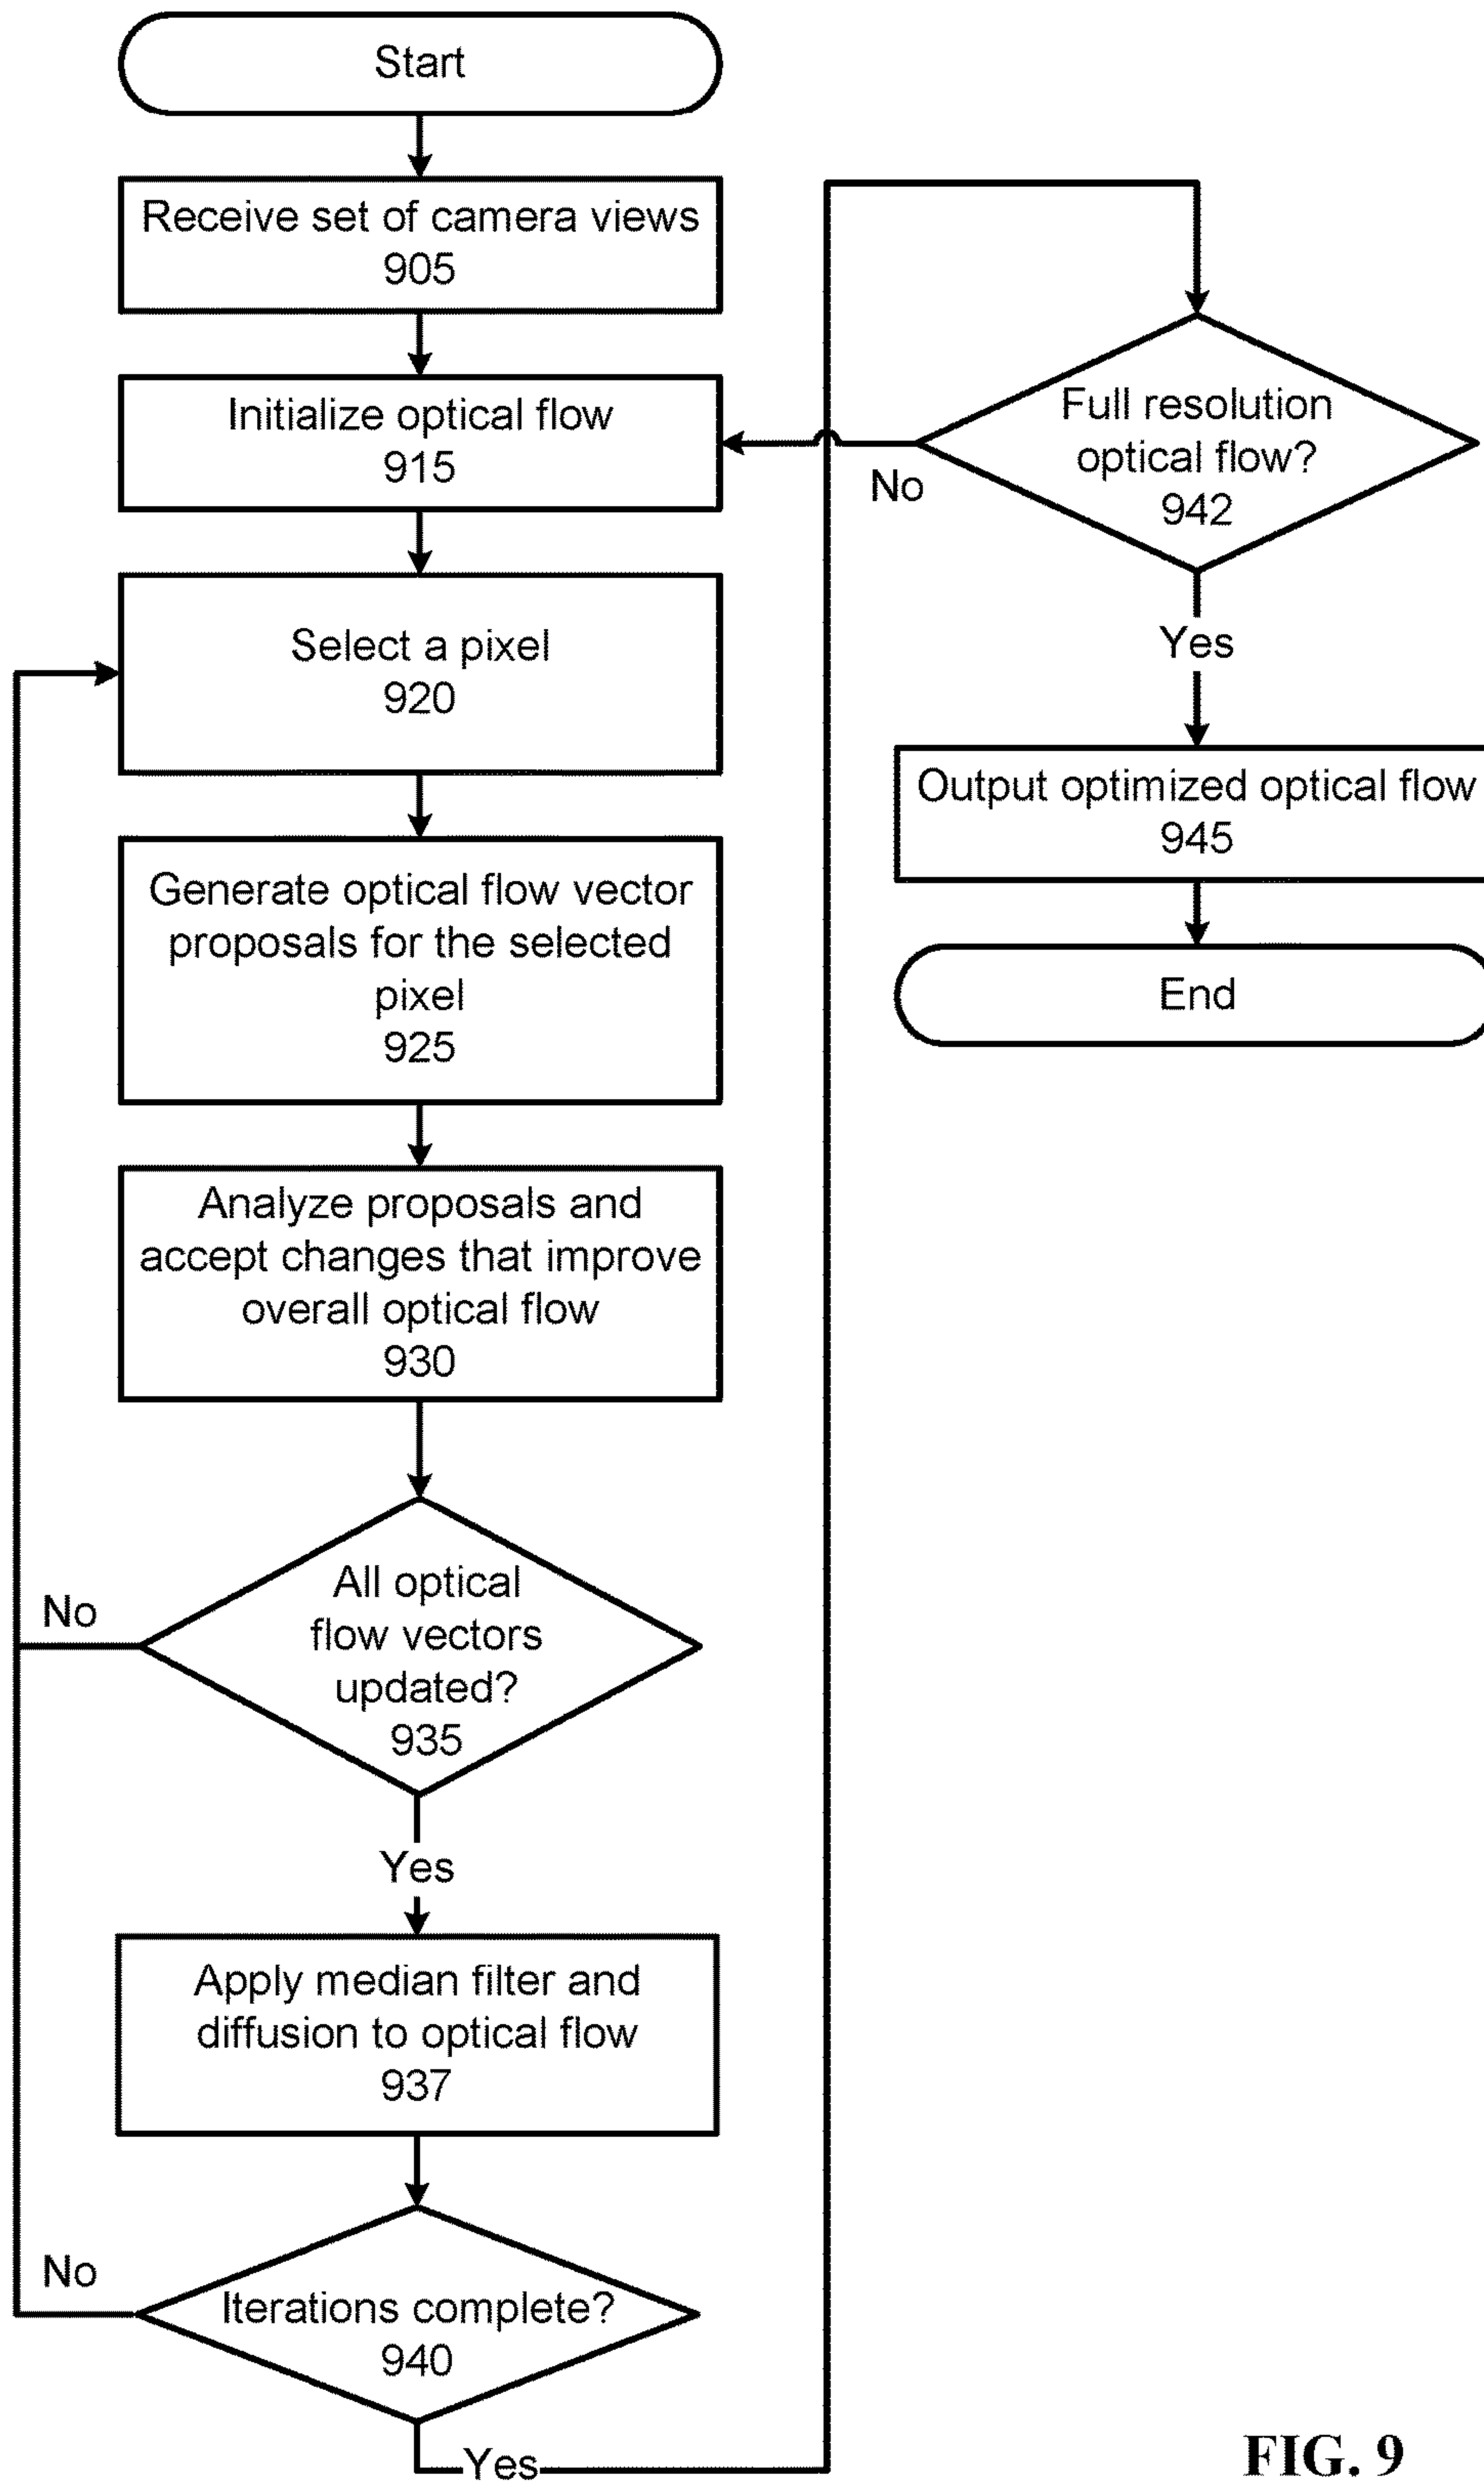 Start
Receive set of camera views
905
Initialize optical flow
915
Select a pixel
920
Generate optical flow vector
proposals for the selected
pixel
925
Analyze proposals and
accept changes that improve
overall optical flow
930
All optical
flow vectors
updated?
935
No
Yes
Apply median filter and
diffusion to optical flow
937
Iterations complete?
940
No
Yes
Full resolution
optical flow?
942
No
Yes
Output optimized optical flow
945
End
FIG. 9